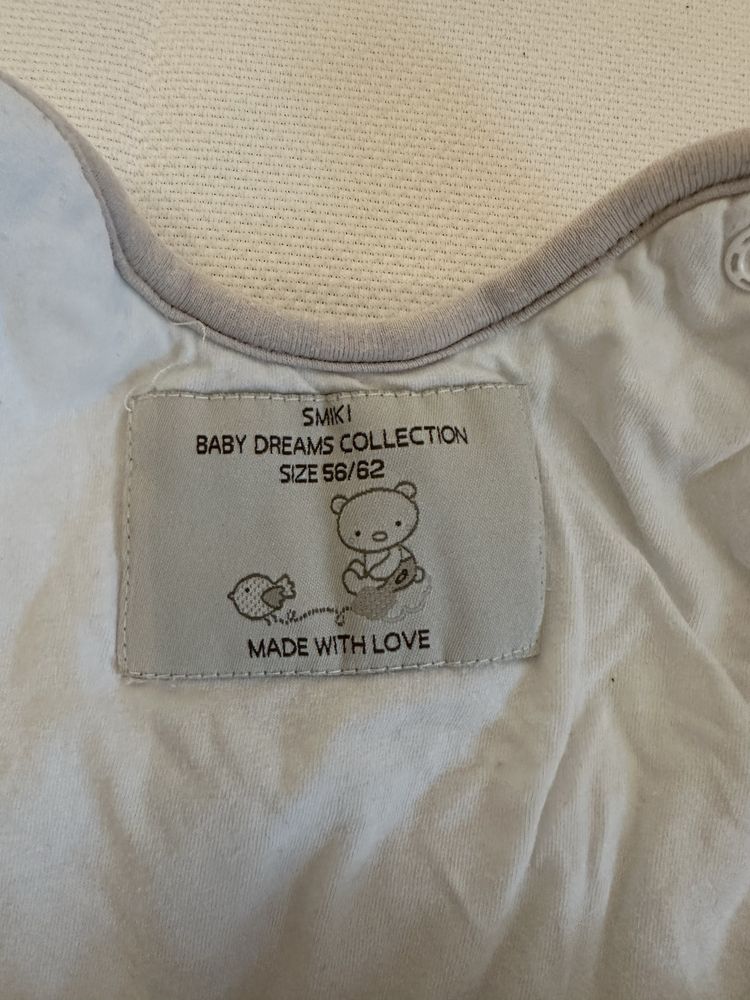 SMIKI
BABY DREAMS COLLECTION
SIZE 56/62
MADE WITH LOVE